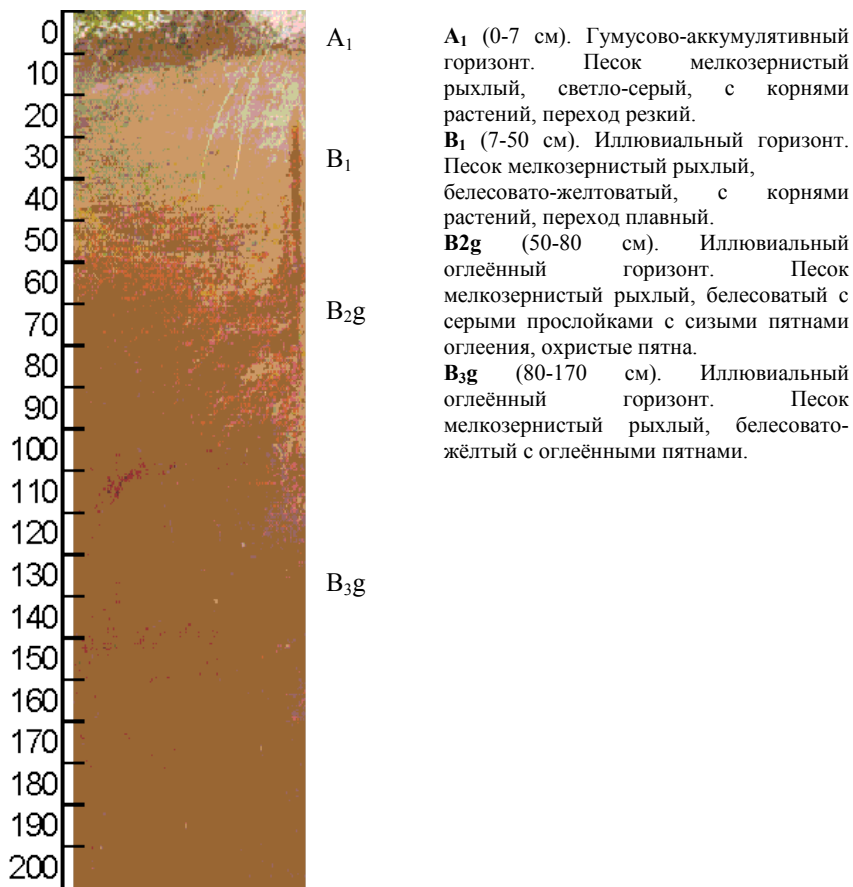 0
10
20
30
40
50
60
70
80
90
100
110
120
130
140
150
160
170
180
190
200
A₁
B₁
B₂g
B₃g
A₁ (0-7 см). Гумусово-аккумулятивный
горизонт. Песок мелкозернистый
рыхлый, светло-серый, с корнями
растений, переход резкий.
B₁ (7-50 см). Иллювиальный горизонт.
Песок мелкозернистый рыхлый,
белесовато-желтоватый, с корнями
растений, переход плавный.
B2g (50-80 см). Иллювиальный
оглеённый горизонт. Песок
мелкозернистый рыхлый, белесоватый с
серыми прослойками с сизыми пятнами
оглеения, охристые пятна.
B₃g (80-170 см). Иллювиальный
оглеённый горизонт. Песок
мелкозернистый рыхлый, белесовато-
жёлтый с оглеёнными пятнами.